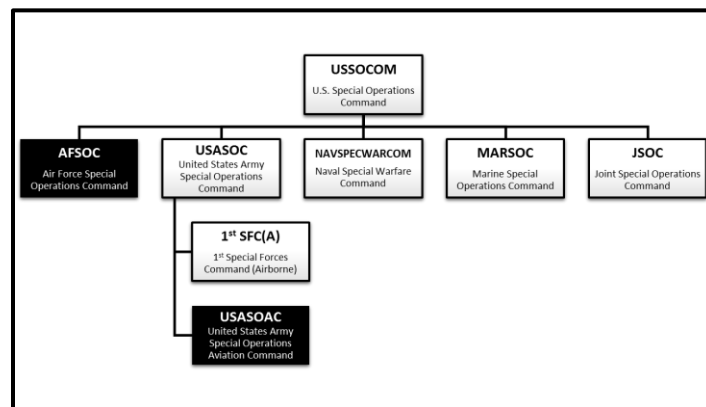 USSOCOM
U.S. Special Operations
Command
AFSOC
Air Force Special
Operations Command
USASOC
United States Army
Special Operations
Command
NAVSPECWARCOM
Naval Special Warfare
Command
MARSOC
Marine Special
Operations Command
JSOC
Joint Special Operations
Command
1st SFC(A)
1st Special Forces
Command (Airborne)
USASOAC
United States Army
Special Operations
Aviation Command